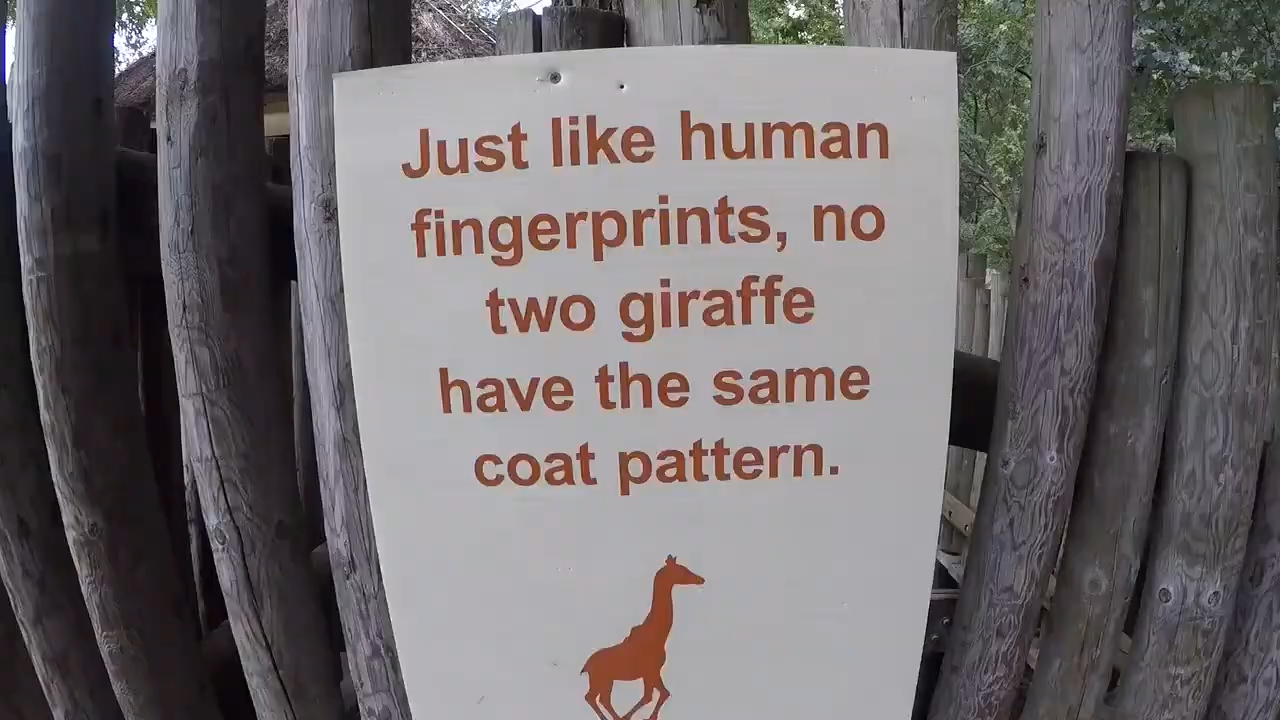 Just like human
fingerprints, no
two giraffe
have the same
coat pattern.